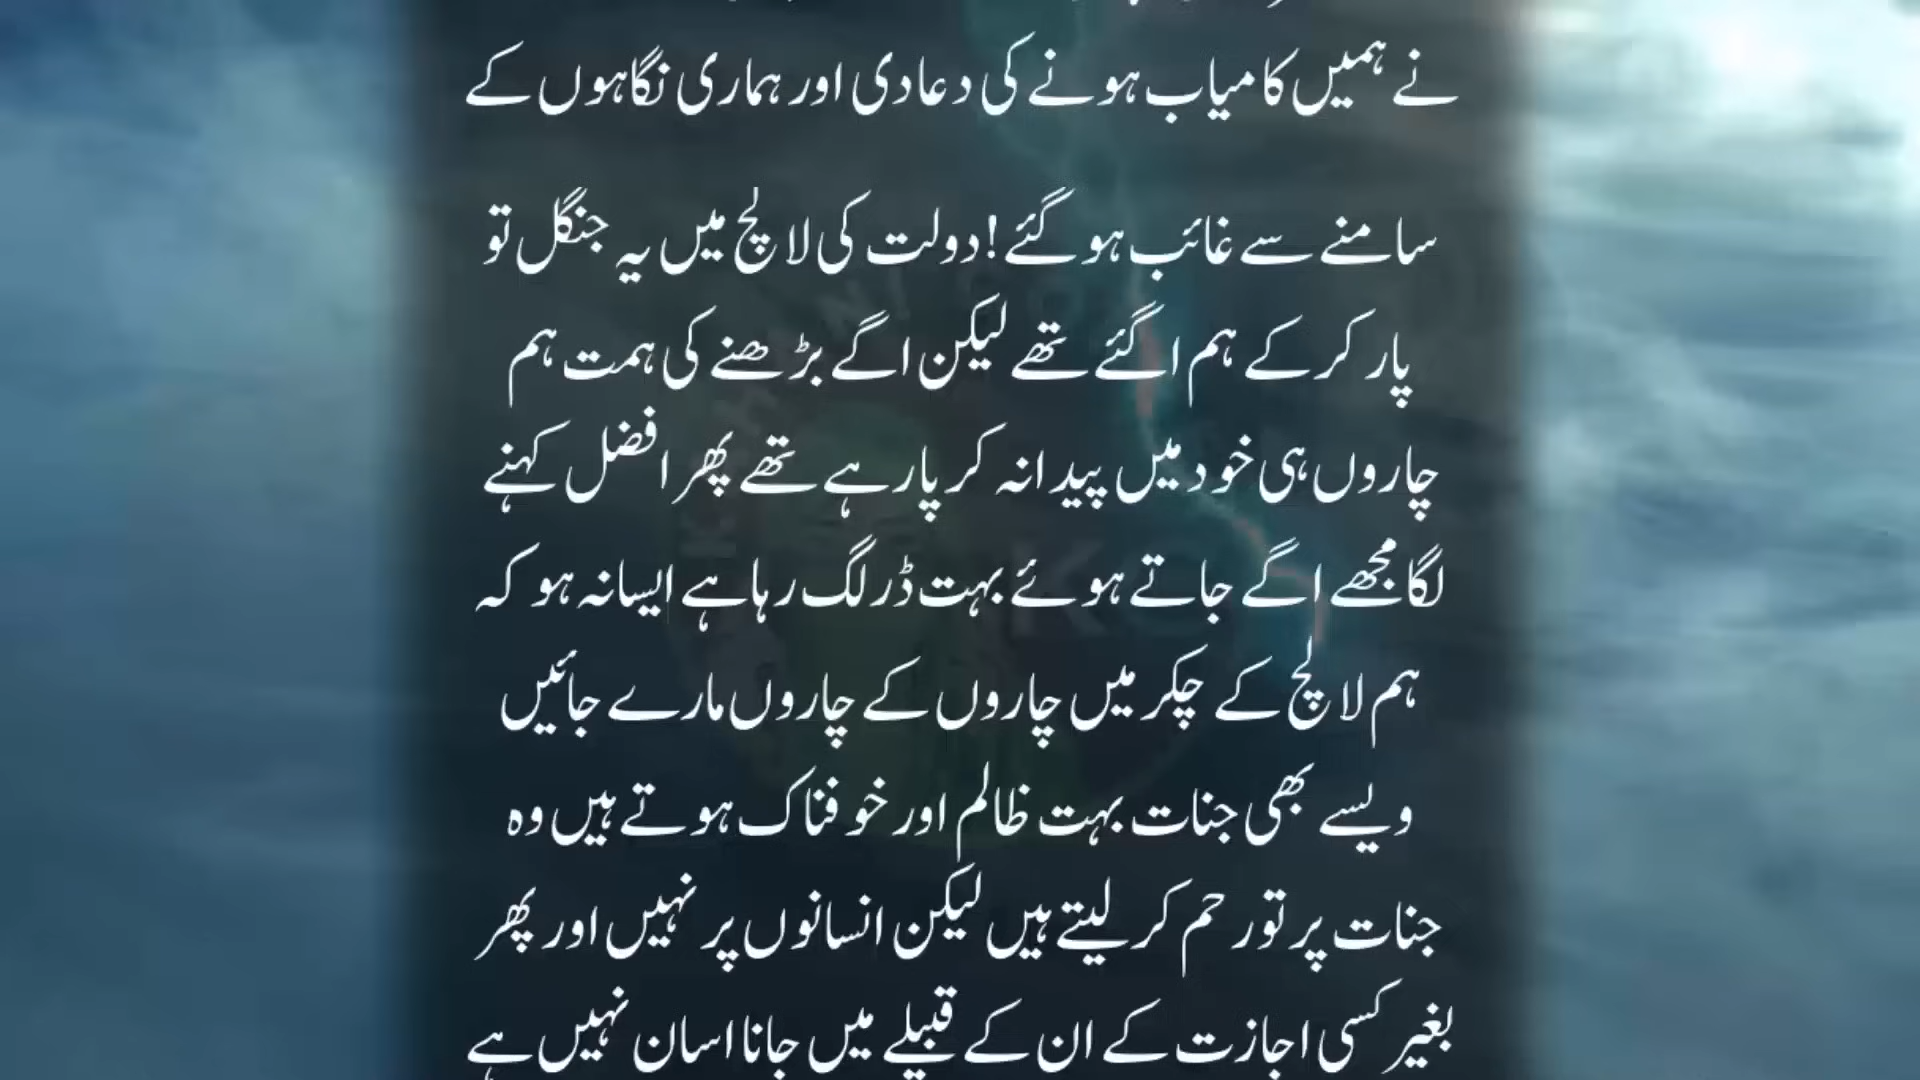 نے ہمیں کامیاب ہونے کی دعا دی اور ہماری نگاہوں کے
سامنے سے غائب ہو گئے! دولت کی لالچ میں یہ جنگل تو
پار کر کے ہم اگئے تھے لیکن اگے بڑھنے کی ہمت ہم
چاروں ہی خود میں پیدا نہ کر پا رہے تھے پھر افضل کہنے
لگا مجھے اگے جاتے ہوئے بہت ڈر لگ رہا ہے ایسا نہ ہو کہ
ہم لالچ کے چکر میں چاروں کے چاروں مارے جائیں
ویسے بھی جنات بہت ظالم اور خوفناک ہوتے ہیں وہ
جنات پر تو رحم کر لیتے ہیں لیکن انسانوں پر نہیں اور پھر
بغیر کسی اجازت کے ان کے قبیلے میں جانا اسان نہیں ہے